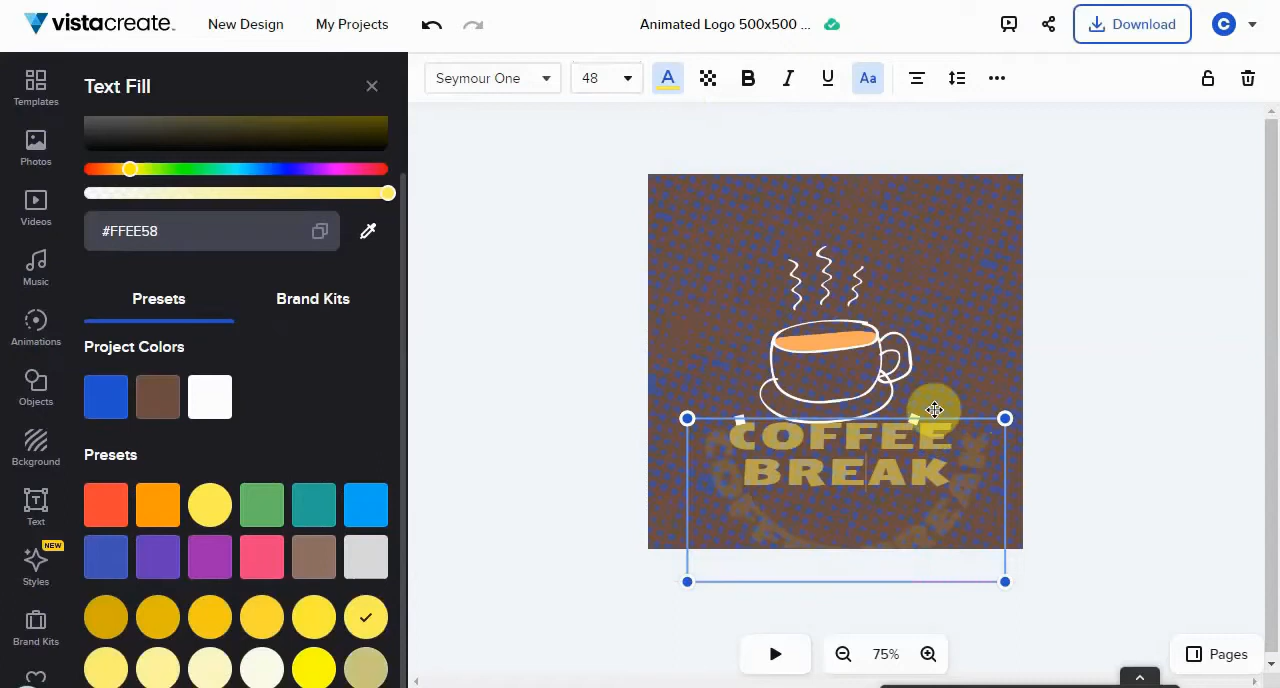 vistacreate
New Design
My Projects
Animated Logo 500x500 ...
Download
C
Templates
Photos
Videos
Music
Animations
Objects
Bckground
Text
NEW
Styles
Brand Kits
Text Fill
#FFEE58
Presets
Brand Kits
Project Colors
Presets
Seymour One
48
A
B
I
U
Aa
COFFEE
BREAK
COFFEE BREAK
75%
Pages